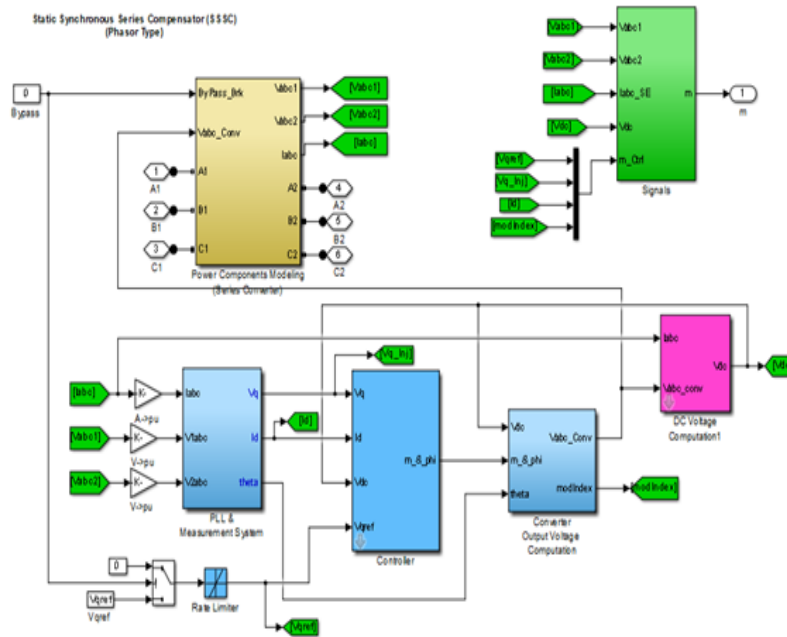 Static Synchronous Series Compensator (SSSC)
(Phasor Type)
0
Bypass
By Pass_Brk
Vabc_Conv
A1
B1
C1
Vabc1
Vabc2
Iabc
A2
B2
C2
Power Components Modeling
(Series Converter)
1
A1
2
B1
3
C1
[Vabc1]
[Vabc2]
[Iabc]
4
A2
5
B2
6
C2
[Vabc1]
[Vabc2]
[Iabc]
[Vdc]
[Vqref]
[Vq_Inj]
[Id]
[modIndex]
Vabc1
Vabc2
Iabc_SE
Vdc
m_Ctrl
m
Signals
1
m
[Iabc]
[Vabc1]
[Vabc2]
K-
A->pu
K-
V->pu
K-
V->pu
Iabc
V1abc
V2abc
Vq
Id
theta
PLL &
Measurement System
[Vq_Inj]
[Id]
Vq
Id
Vdc
Vqref
m_&_phi
Controller
Vdc
m_&_phi
theta
Vabc_Conv
modIndex
Converter
Output Voltage
Computation
Iabc
Vabc_conv
Vdc
DC Voltage
Computation1
[modIndex]
0
Vqref
Vqref
Rate Limiter
[Vqref]